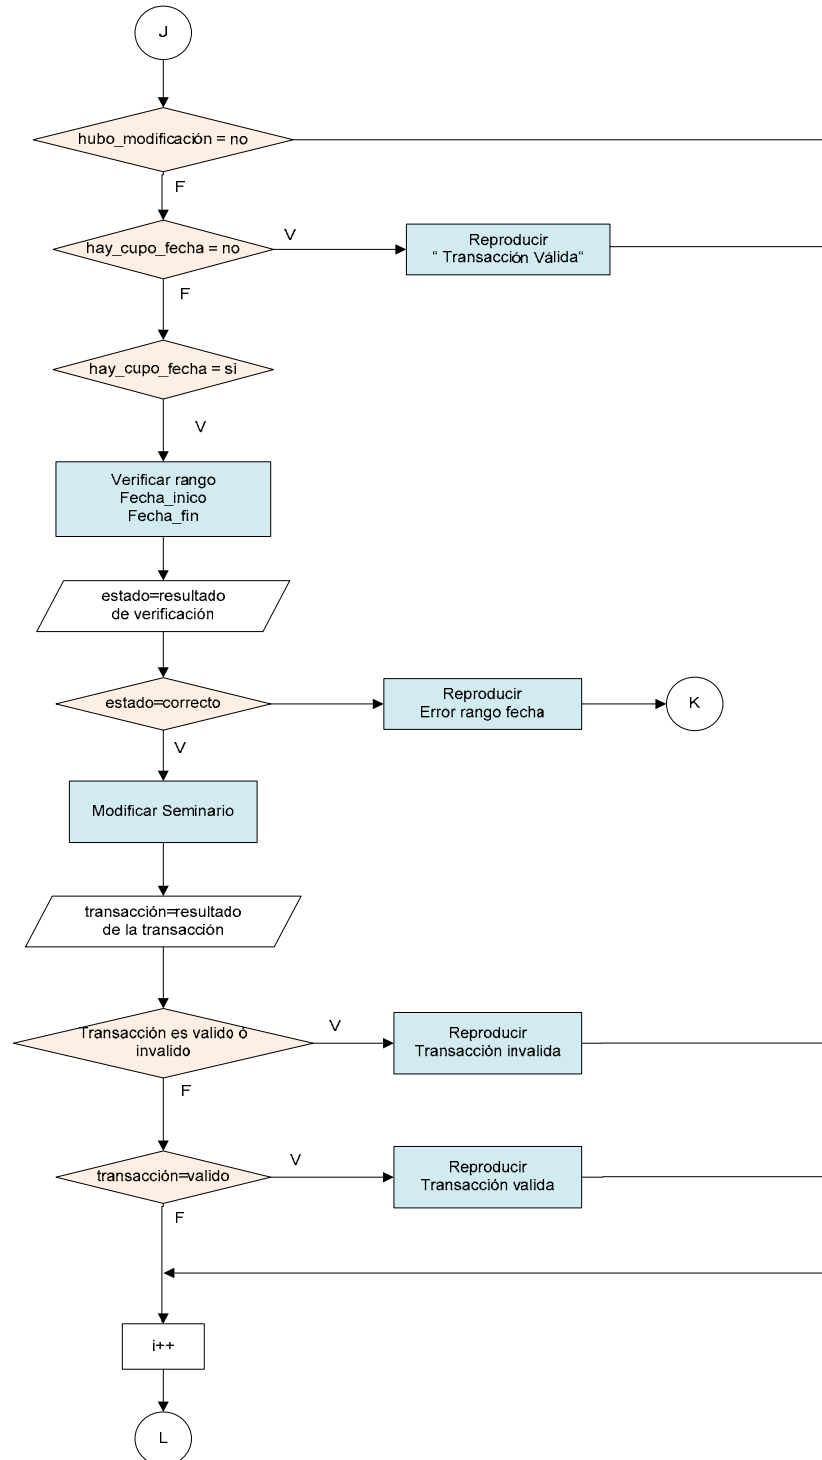 J
hubo_modificación = no
F
hay_cupo_fecha = no
V
Reproducir
“ Transacción Válida“
F
hay_cupo_fecha = si
V
Verificar rango
Fecha_inico
Fecha_fin
estado=resultado
de verificación
estado=correcto
Reproducir
Error rango fecha
K
V
Modificar Seminario
transacción=resultado
de la transacción
Transacción es valido ó
invalido
V
Reproducir
Transacción invalida
F
transacción=valido
V
Reproducir
Transacción valida
F
i++
L